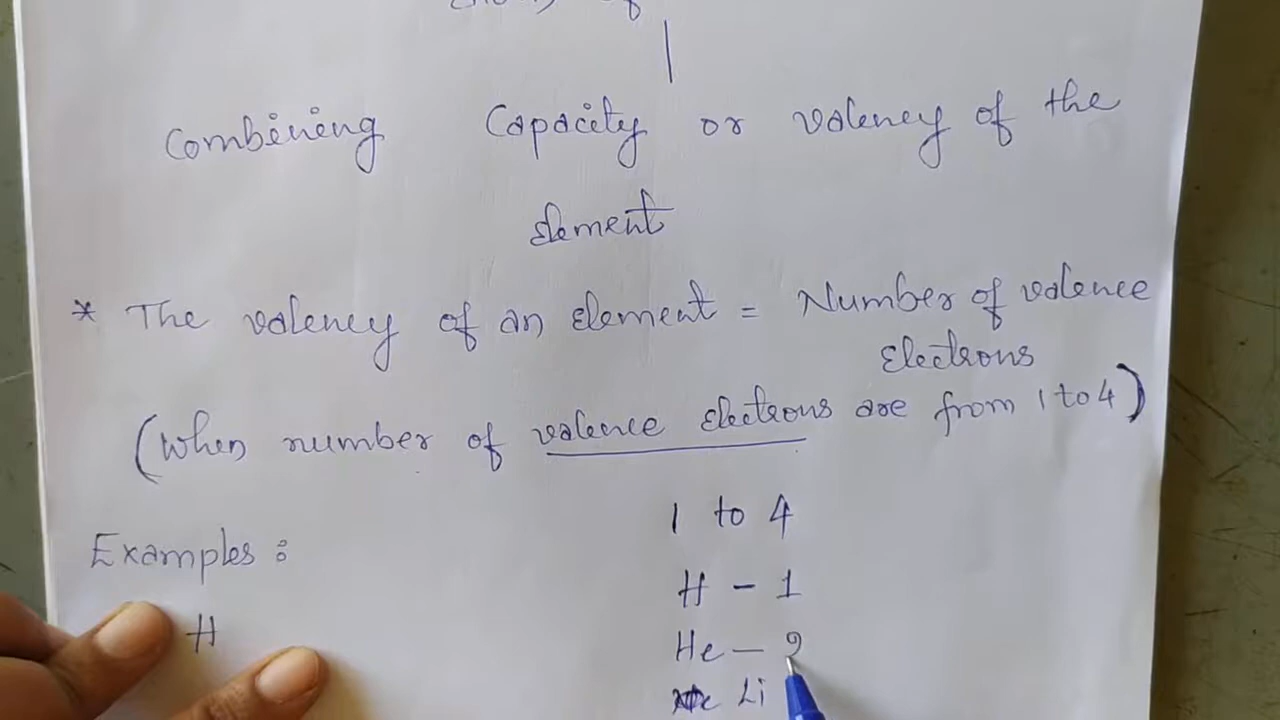 Combining Capacity or valency of the
Element
* The valency of an Element = Number of valence
Electrons
(When number of valence Electrons are from 1 to 4)
1 to 4
Examples :
H - 1
H
He -
Li